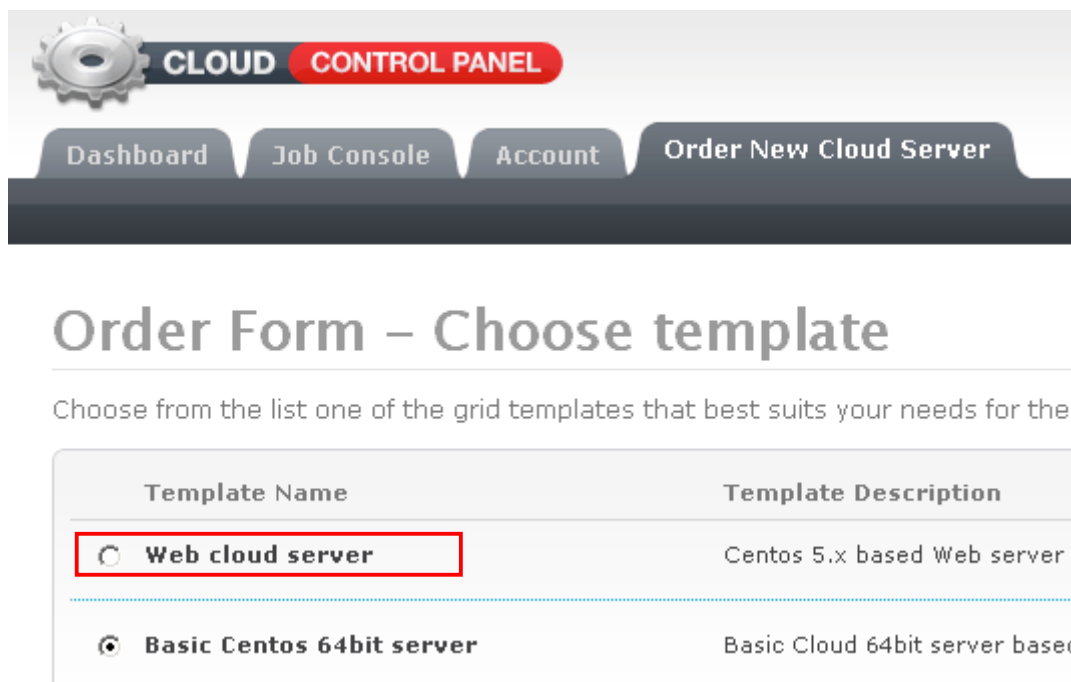 CLOUD CONTROL PANEL
Dashboard Job Console Account Order New Cloud Server
Order Form – Choose template
Choose from the list one of the grid templates that best suits your needs for the
Template Name Template Description
Web cloud server Centos 5.x based Web server
Basic Centos 64bit server Basic Cloud 64bit server based